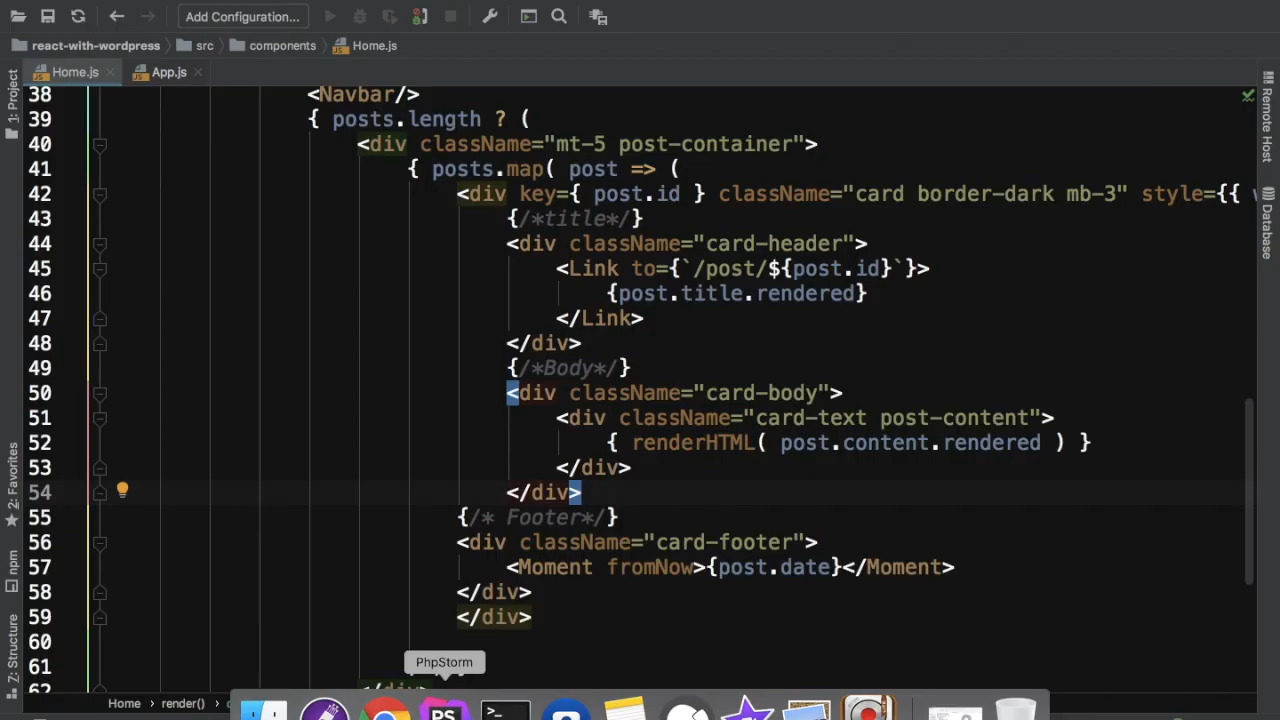 Add Configuration...
react-with-wordpress src components Home.js
Home.js App.js
1: Project
2: Favorites
npm
7: Structure
Remote Host
Database
38 <Navbar/>
39 { posts.length ? (
40 <div className="mt-5 post-container">
41 { posts.map( post => (
42 <div key={ post.id } className="card border-dark mb-3" style={{
43 {/*title*/}
44 <div className="card-header">
45 <Link to={`/post/${post.id}`}>
46 {post.title.rendered}
47 </Link>
48 </div>
49 {/*Body*/}
50 <div className="card-body">
51 <div className="card-text post-content">
52 { renderHTML( post.content.rendered ) }
53 </div>
54 </div>
55 {/* Footer*/}
56 <div className="card-footer">
57 <Moment fromNow>{post.date}</Moment>
58 </div>
59 </div>
60
61
62 </div>
PhpStorm
Home render()
PS
>_